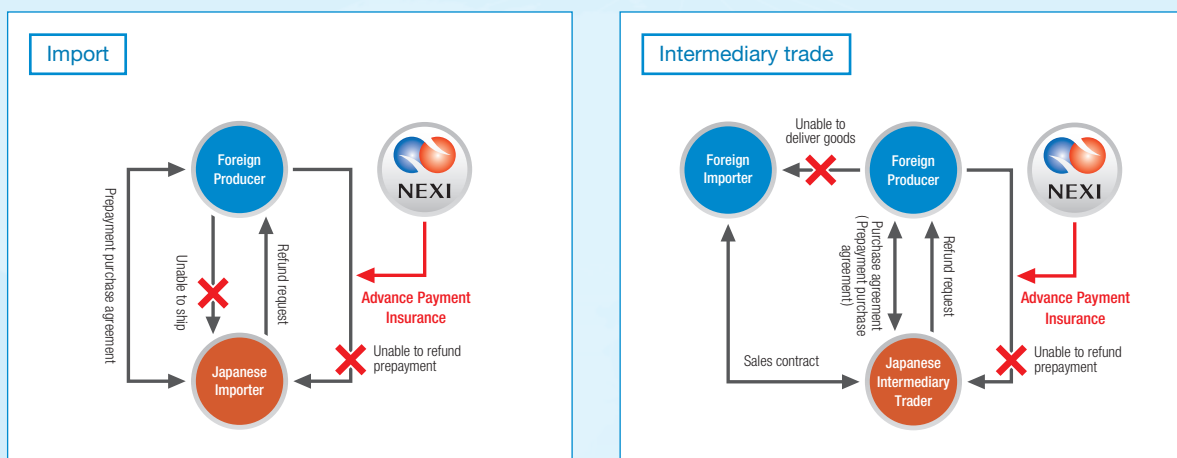 Import
Foreign
Producer
NEXI
Prepayment purchase agreement
Unable to ship
Refund request
Advance Payment
Insurance
Unable to refund
prepayment
Japanese
Importer
Intermediary trade
Unable to
deliver goods
Foreign
Importer
Foreign
Producer
NEXI
Purchase agreement
(Prepayment purchase
agreement)
Refund request
Advance Payment
Insurance
Sales contract
Unable to refund
prepayment
Japanese
Intermediary
Trader